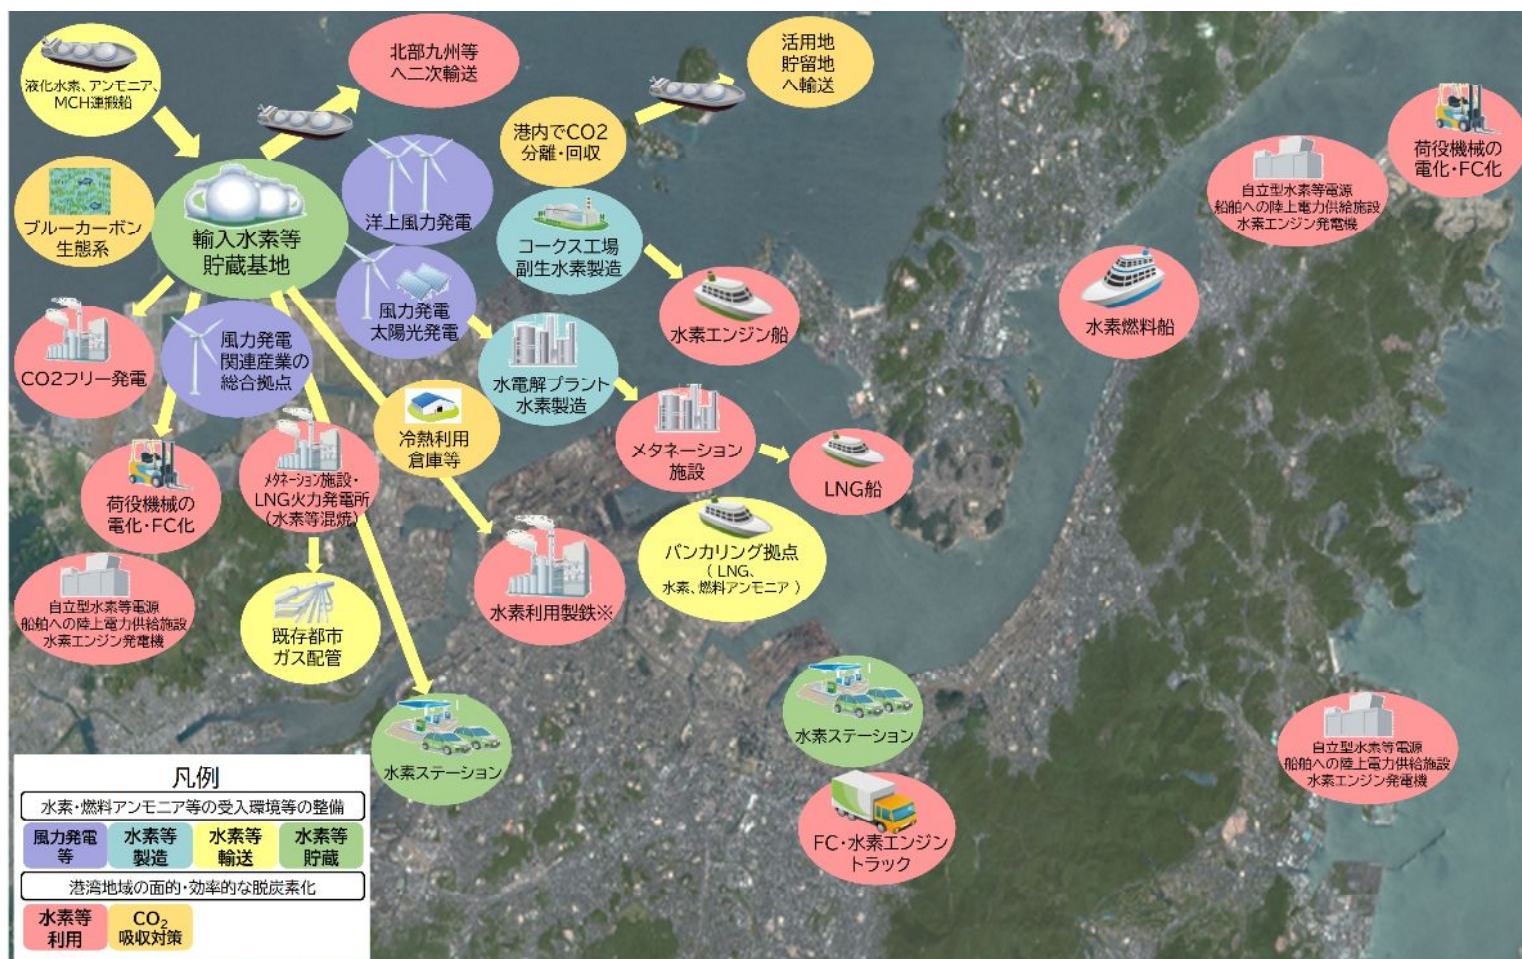 液化水素、アンモニア、
MCH運搬船
北部九州等
へ二次輸送
活用地
貯留地
へ輸送
港内でCO2
分離・回収
荷役機械の
電化・FC化
自立型水素等電源
船舶への陸上電力供給施設
水素エンジン発電機
ブルーカーボン
生態系
輸入水素等
貯蔵基地
洋上風力発電
コークス工場
副生水素製造
風力発電
太陽光発電
水素エンジン船
水素燃料船
CO2フリー発電
風力発電
関連産業の
総合拠点
水電解プラント
水素製造
冷熱利用
倉庫等
メタネーション
施設
LNG船
荷役機械の
電化・FC化
メタネーション施設・
LNG火力発電所
(水素等混焼)
バンカリング拠点
( LNG、
水素、燃料アンモニア )
自立型水素等電源
船舶への陸上電力供給施設
水素エンジン発電機
既存都市
ガス配管
水素利用製鉄※
水素ステーション
水素ステーション
自立型水素等電源
船舶への陸上電力供給施設
水素エンジン発電機
FC・水素エンジン
トラック
凡例
水素・燃料アンモニア等の受入環境等の整備
風力発電
等
水素等
製造
水素等
輸送
水素等
貯蔵
港湾地域の面的・効率的な脱炭素化
水素等
利用
CO₂
吸収対策